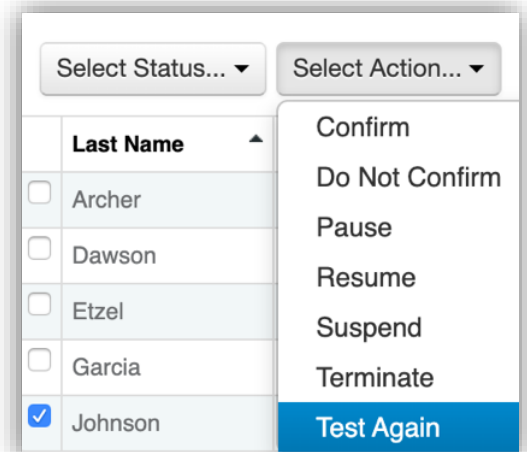 Select Status...
Select Action...
Last Name
Archer
Dawson
Etzel
Garcia
Johnson
Confirm
Do Not Confirm
Pause
Resume
Suspend
Terminate
Test Again